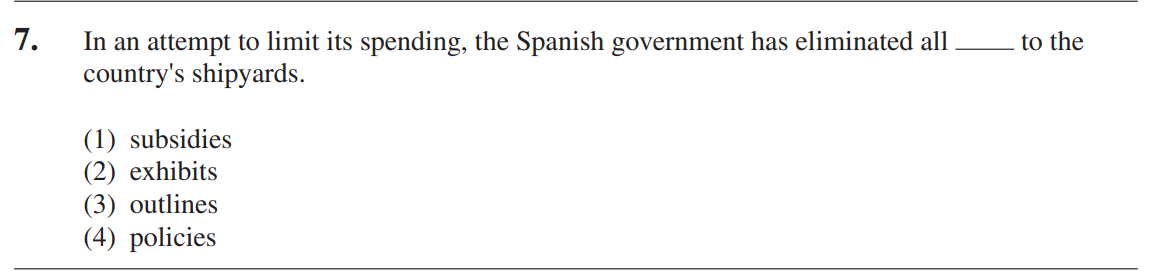 7. In an attempt to limit its spending, the Spanish government has eliminated all ____ to the
country's shipyards.
(1) subsidies
(2) exhibits
(3) outlines
(4) policies